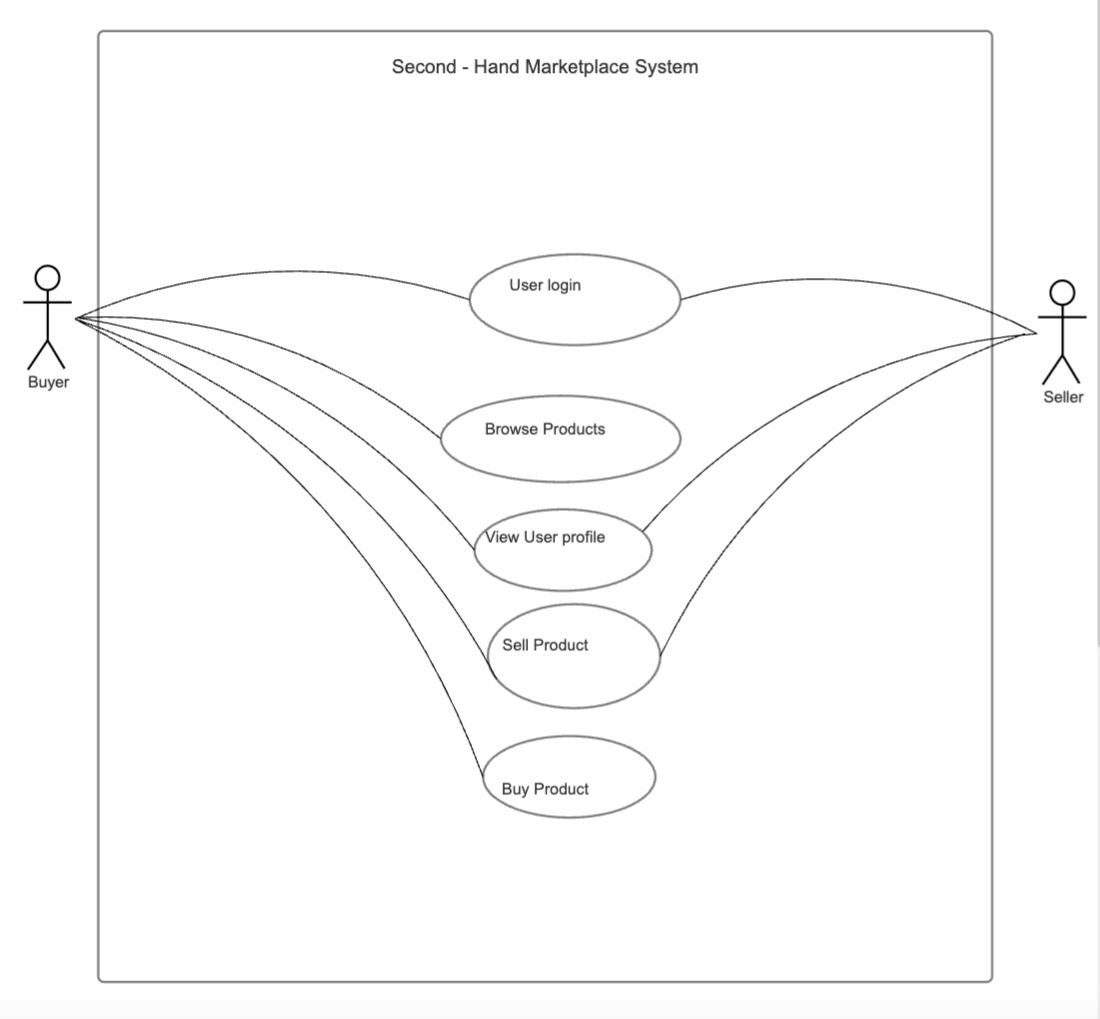 Second - Hand Marketplace System
User login
Buyer
Seller
Browse Products
View User profile
Sell Product
Buy Product